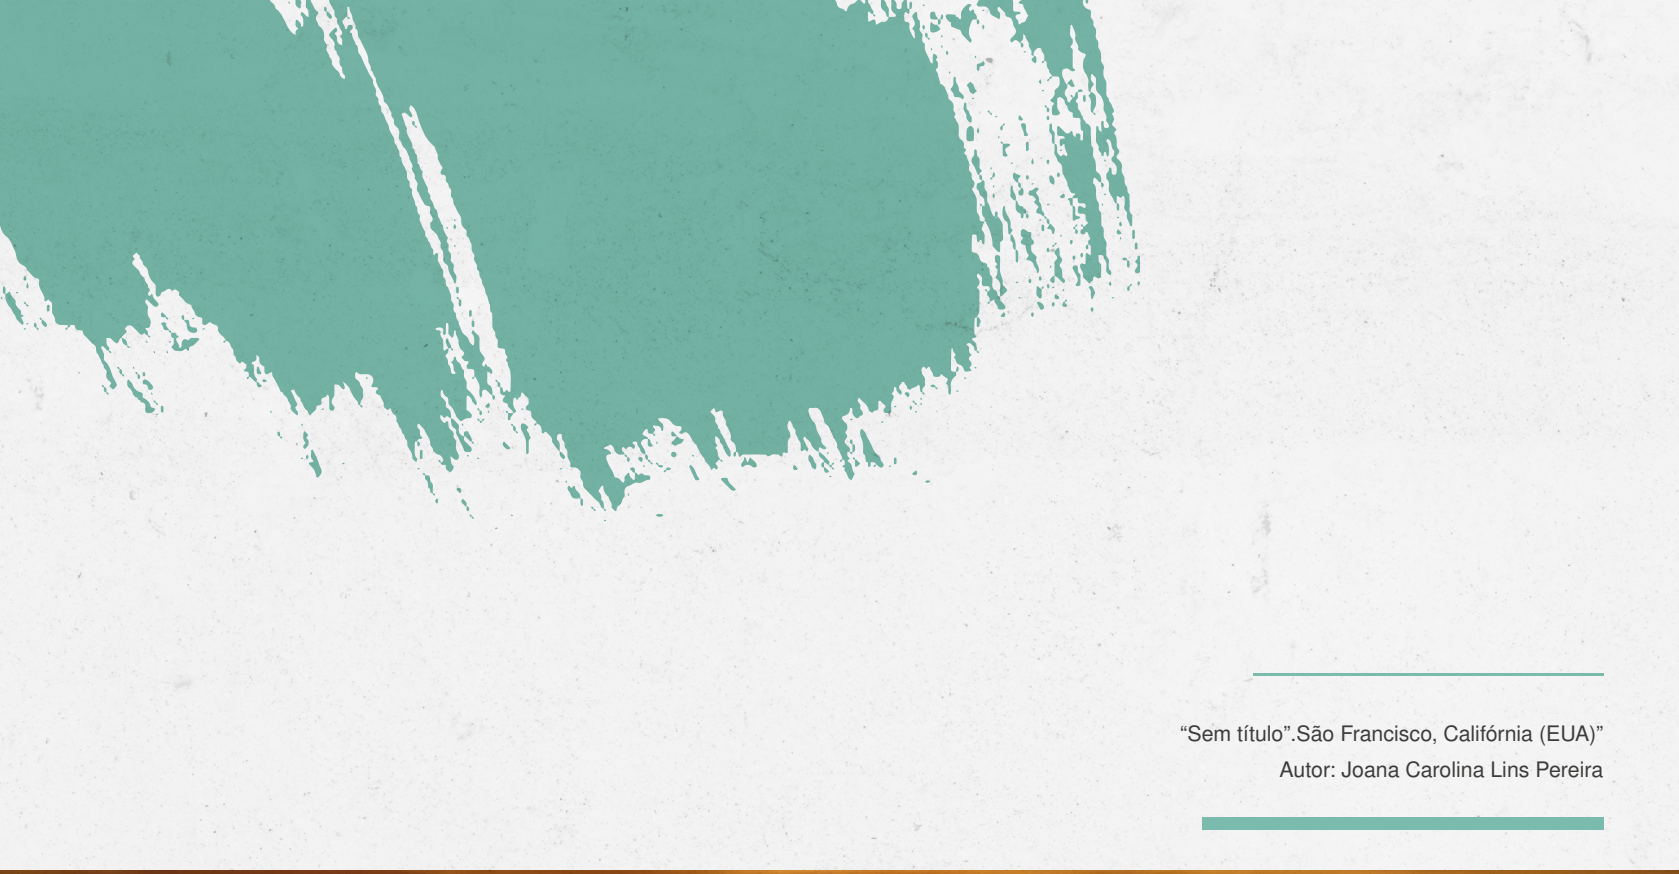 “Sem título”.São Francisco, Califórnia (EUA)”
Autor: Joana Carolina Lins Pereira